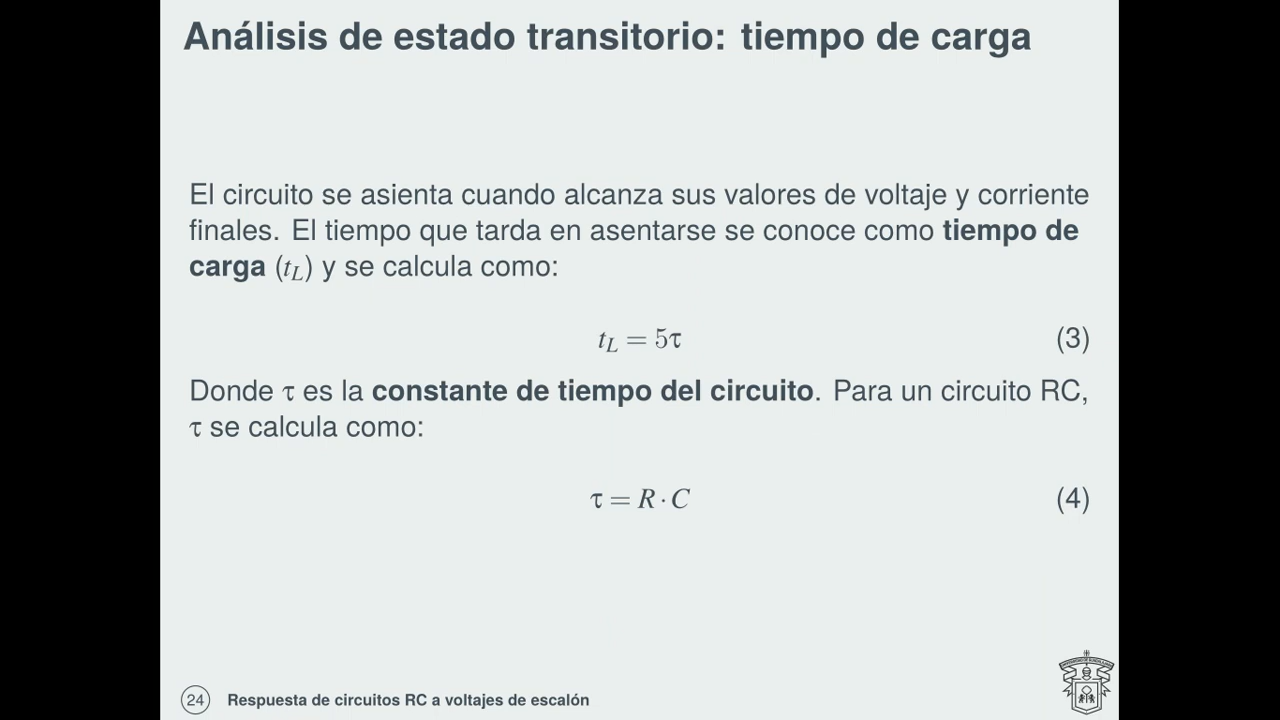 Análisis de estado transitorio: tiempo de carga
El circuito se asienta cuando alcanza sus valores de voltaje y corriente
finales. El tiempo que tarda en asentarse se conoce como tiempo de
carga (t_L) y se calcula como:
t_L = 5τ (3)
Donde τ es la constante de tiempo del circuito. Para un circuito RC,
τ se calcula como:
τ = R · C (4)
24 Respuesta de circuitos RC a voltajes de escalón